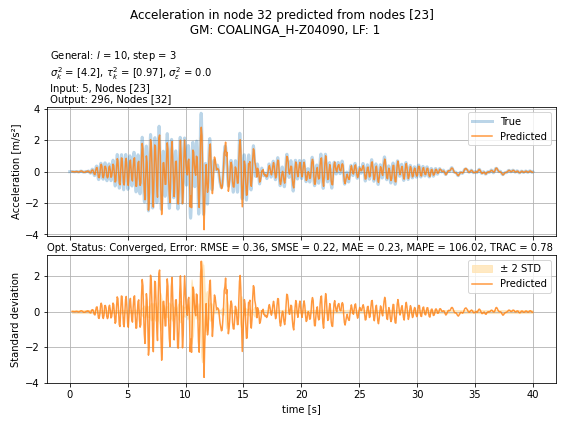 Acceleration in node 32 predicted from nodes [23]
GM: COALINGA_H-Z04090, LF: 1
General: l = 10, step = 3
σ²ₖ = [4.2], τ²ₖ = [0.97], σ²ε = 0.0
Input: 5, Nodes [23]
Output: 296, Nodes [32]
Acceleration [m/s²]
4
2
0
−2
−4
True
Predicted
Opt. Status: Converged, Error: RMSE = 0.36, SMSE = 0.22, MAE = 0.23, MAPE = 106.02, TRAC = 0.78
Standard deviation
2
0
−2
−4
± 2 STD
Predicted
0 5 10 15 20 25 30 35 40
time [s]